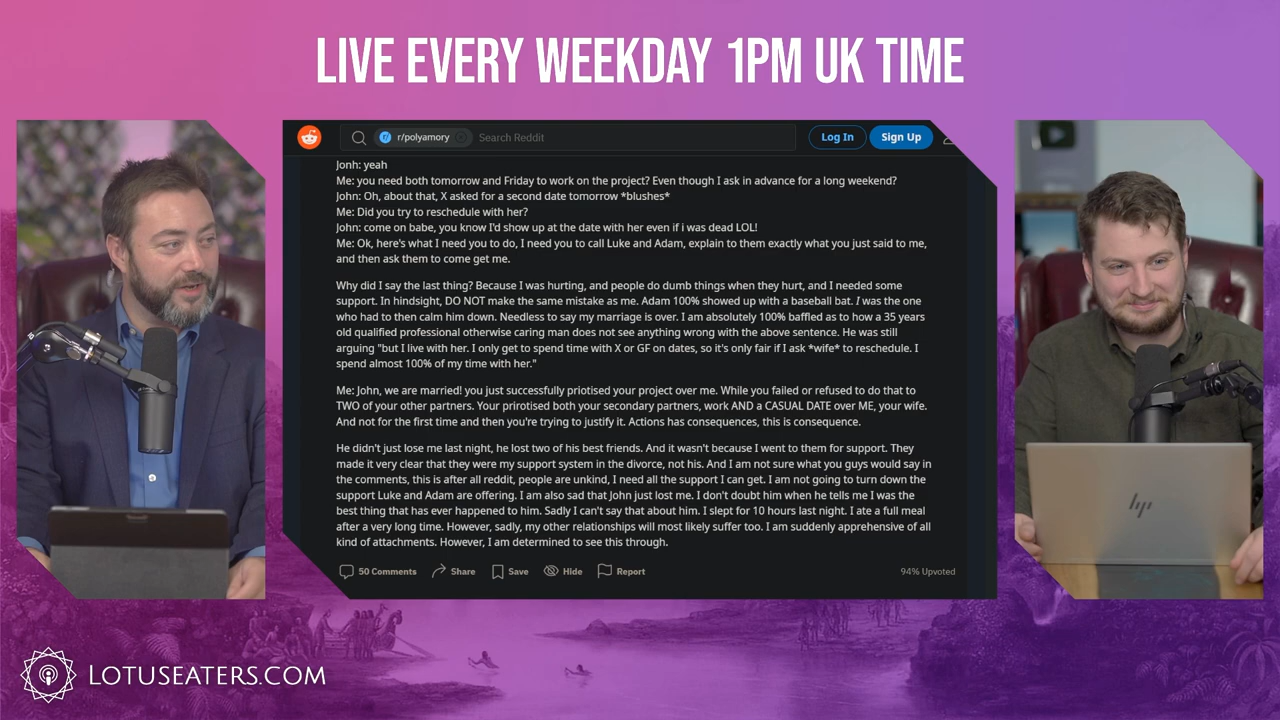 LIVE EVERY WEEKDAY 1PM UK TIME
r/polyamory
Search Reddit
Log In
Sign Up
Jonh: yeah
Me: you need both tomorrow and Friday to work on the project? Even though I ask in advance for a long weekend?
John: Oh, about that, X asked for a second date tomorrow *blushes*
Me: Did you try to reschedule with her?
John: come on babe, you know I'd show up at the date with her even if i was dead LOL!
Me: Ok, here's what I need you to do, I need you to call Luke and Adam, explain to them exactly what you just said to me,
and then ask them to come get me.
Why did I say the last thing? Because I was hurting, and people do dumb things when they hurt, and I needed some
support. In hindsight, DO NOT make the same mistake as me. Adam 100% showed up with a baseball bat. I was the one
who had to then calm him down. Needless to say my marriage is over. I am absolutely 100% baffled as to how a 35 years
old qualified professional otherwise caring man does not see anything wrong with the above sentence. He was still
arguing "but I live with her. I only get to spend time with X or GF on dates, so it's only fair if I ask *wife* to reschedule. I
spend almost 100% of my time with her."
Me: John, we are married! you just successfully priotised your project over me. While you failed or refused to do that to
TWO of your other partners. Your prirotised both your secondary partners, work AND a CASUAL DATE over ME, your wife.
And not for the first time and then you're trying to justify it. Actions has consequences, this is consequence.
He didn't just lose me last night, he lost two of his best friends. And it wasn't because I went to them for support. They
made it very clear that they were my support system in the divorce, not his. And I am not sure what you guys would say in
the comments, this is after all reddit, people are unkind, I need all the support I can get. I am not going to turn down the
support Luke and Adam are offering. I am also sad that John just lost me. I don't doubt him when he tells me I was the
best thing that has ever happened to him. Sadly I can't say that about him. I slept for 10 hours last night. I ate a full meal
after a very long time. However, sadly, my other relationships will most likely suffer too. I am suddenly apprehensive of all
kind of attachments. However, I am determined to see this through.
50 Comments
Share
Save
Hide
Report
94% Upvoted
hp
LOTUSEATERS.COM